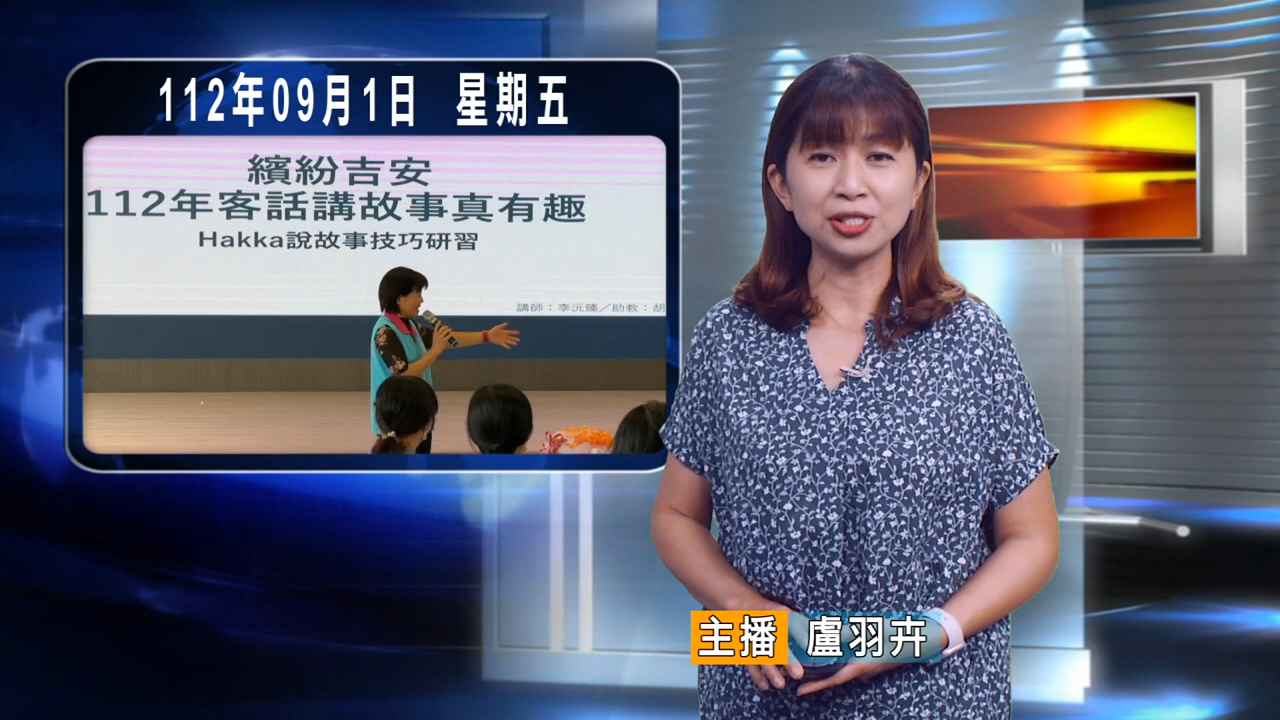 112年09月1日 星期五
繽紛吉安
112年客話講故事真有趣
Hakka說故事技巧研習
講師：李沅臻／助教：胡
主播 盧羽卉